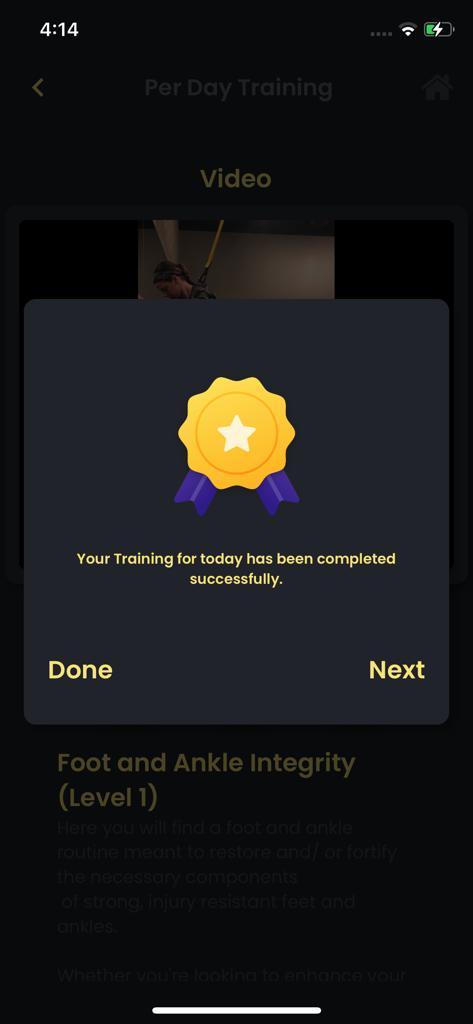 4:14
Per Day Training
Video
Your Training for today has been completed
successfully.
Done
Next
Foot and Ankle Integrity
(Level 1)
Here you will find a foot and ankle
routine meant to restore and/ or fortify
the necessary components
of strong, injury resistant feet and
ankles.
Whether you're looking to enhance your